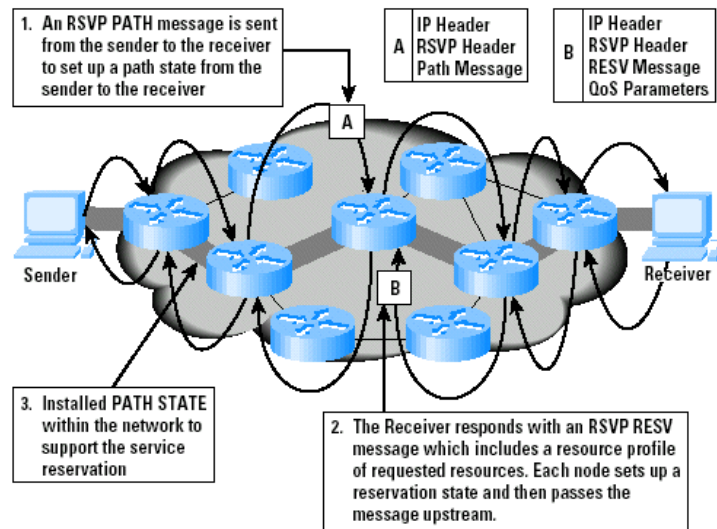 1. An RSVP PATH message is sent
from the sender to the receiver
to set up a path state from the
sender to the receiver
A
IP Header
RSVP Header
Path Message
B
IP Header
RSVP Header
RESV Message
QoS Parameters
A
Sender
Receiver
B
3. Installed PATH STATE
within the network to
support the service
reservation
2. The Receiver responds with an RSVP RESV
message which includes a resource profile
of requested resources. Each node sets up a
reservation state and then passes the
message upstream.